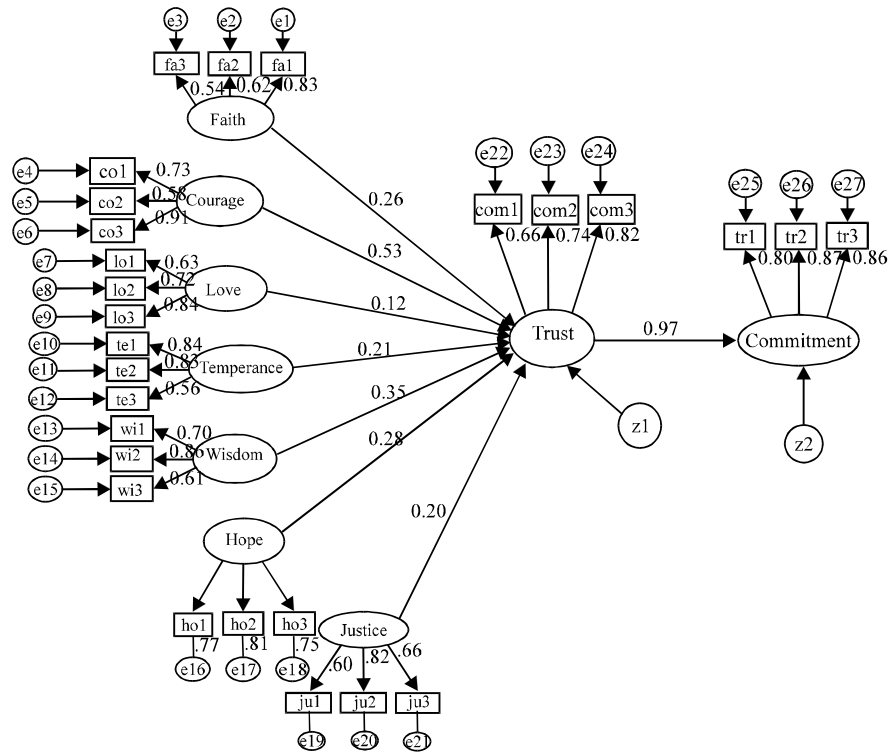 e3 e2 e1
fa3 fa2 fa1
0.54 0.62 0.83
Faith
0.26
e4 co1 0.73
e5 co2 0.58 Courage
e6 co3 0.91
0.53
e7 lo1 0.63
e8 lo2 0.72 Love
e9 lo3 0.84
0.12
e10 te1 0.84
e11 te2 0.83 Temperance
e12 te3 0.56
0.21
e13 wi1 0.70
e14 wi2 0.86 Wisdom
e15 wi3 0.61
0.35
Hope
0.28
ho1 ho2 ho3
.77 .81 .75
e16 e17 e18
Justice
0.20
.60 .82 .66
ju1 ju2 ju3
e19 e20 e21
e22 e23 e24
com1 com2 com3
0.66 0.74 0.82
Trust
0.97
z1
e25 e26 e27
tr1 tr2 tr3
0.80 0.87 0.86
Commitment
z2